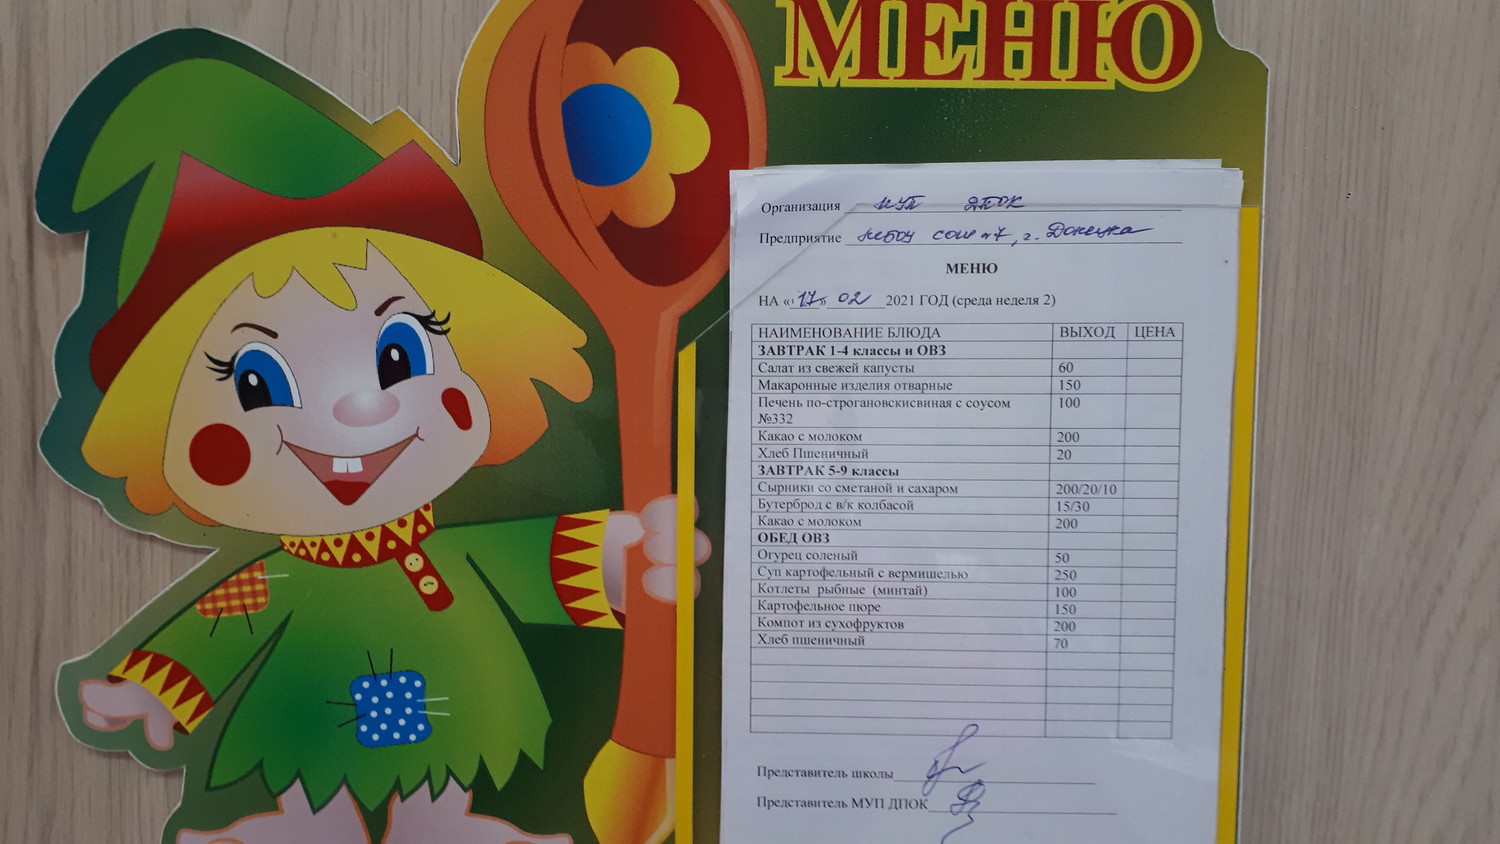 МЕНЮ
Организация МУП ДПОК
Предприятие МБОУ СОШ №7, г. Донецка
МЕНЮ
НА «17» 02 2021 ГОД (среда неделя 2)
НАИМЕНОВАНИЕ БЛЮДА ВЫХОД ЦЕНА
ЗАВТРАК 1-4 классы и ОВЗ
Салат из свежей капусты 60
Макаронные изделия отварные 150
Печень по-строгановскисвиная с соусом 100
№332
Какао с молоком 200
Хлеб Пшеничный 20
ЗАВТРАК 5-9 классы
Сырники со сметаной и сахаром 200/20/10
Бутерброд с в/к колбасой 15/30
Какао с молоком 200
ОБЕД ОВЗ
Огурец соленый 50
Суп картофельный с вермишелью 250
Котлеты рыбные (минтай) 100
Картофельное пюре 150
Компот из сухофруктов 200
Хлеб пшеничный 70
Представитель школы
Представитель МУП ДПОК